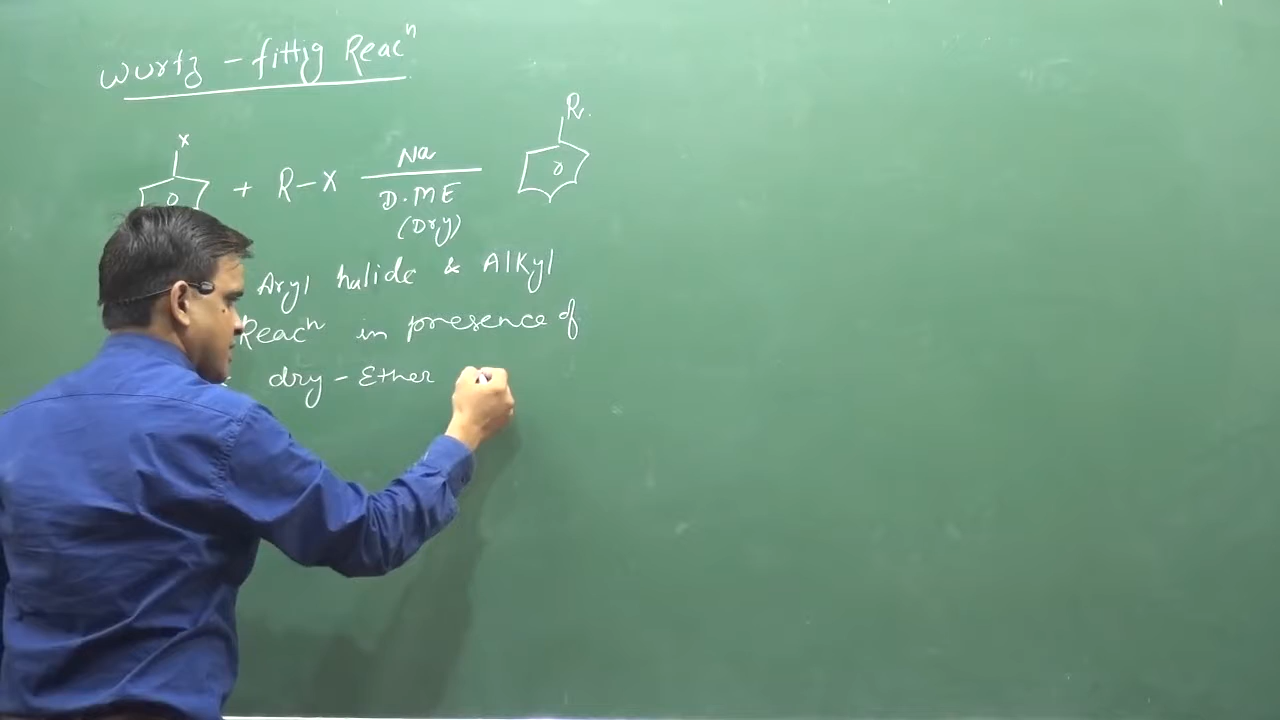 Wurtz - fittig Reacⁿ
X R.
+ R-X Na
D.ME
(Dry)
Aryl halide & Alkyl
Reacⁿ in presence of
dry - Ether